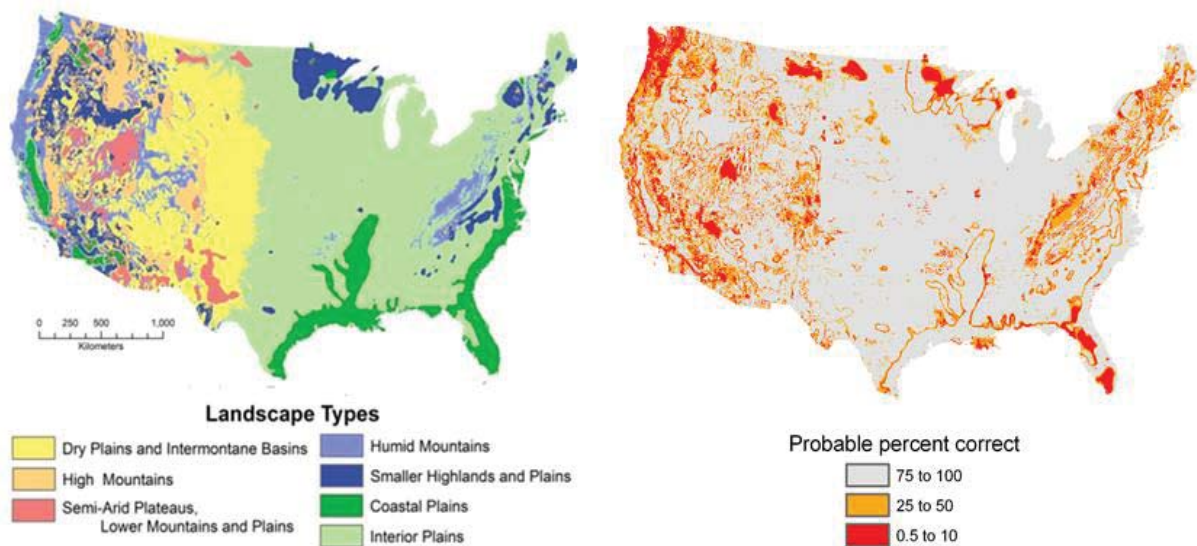 0 250 500 1,000
Kilometers
Landscape Types
Dry Plains and Intermontane Basins
High Mountains
Semi-Arid Plateaus,
Lower Mountains and Plains
Humid Mountains
Smaller Highlands and Plains
Coastal Plains
Interior Plains
Probable percent correct
75 to 100
25 to 50
0.5 to 10